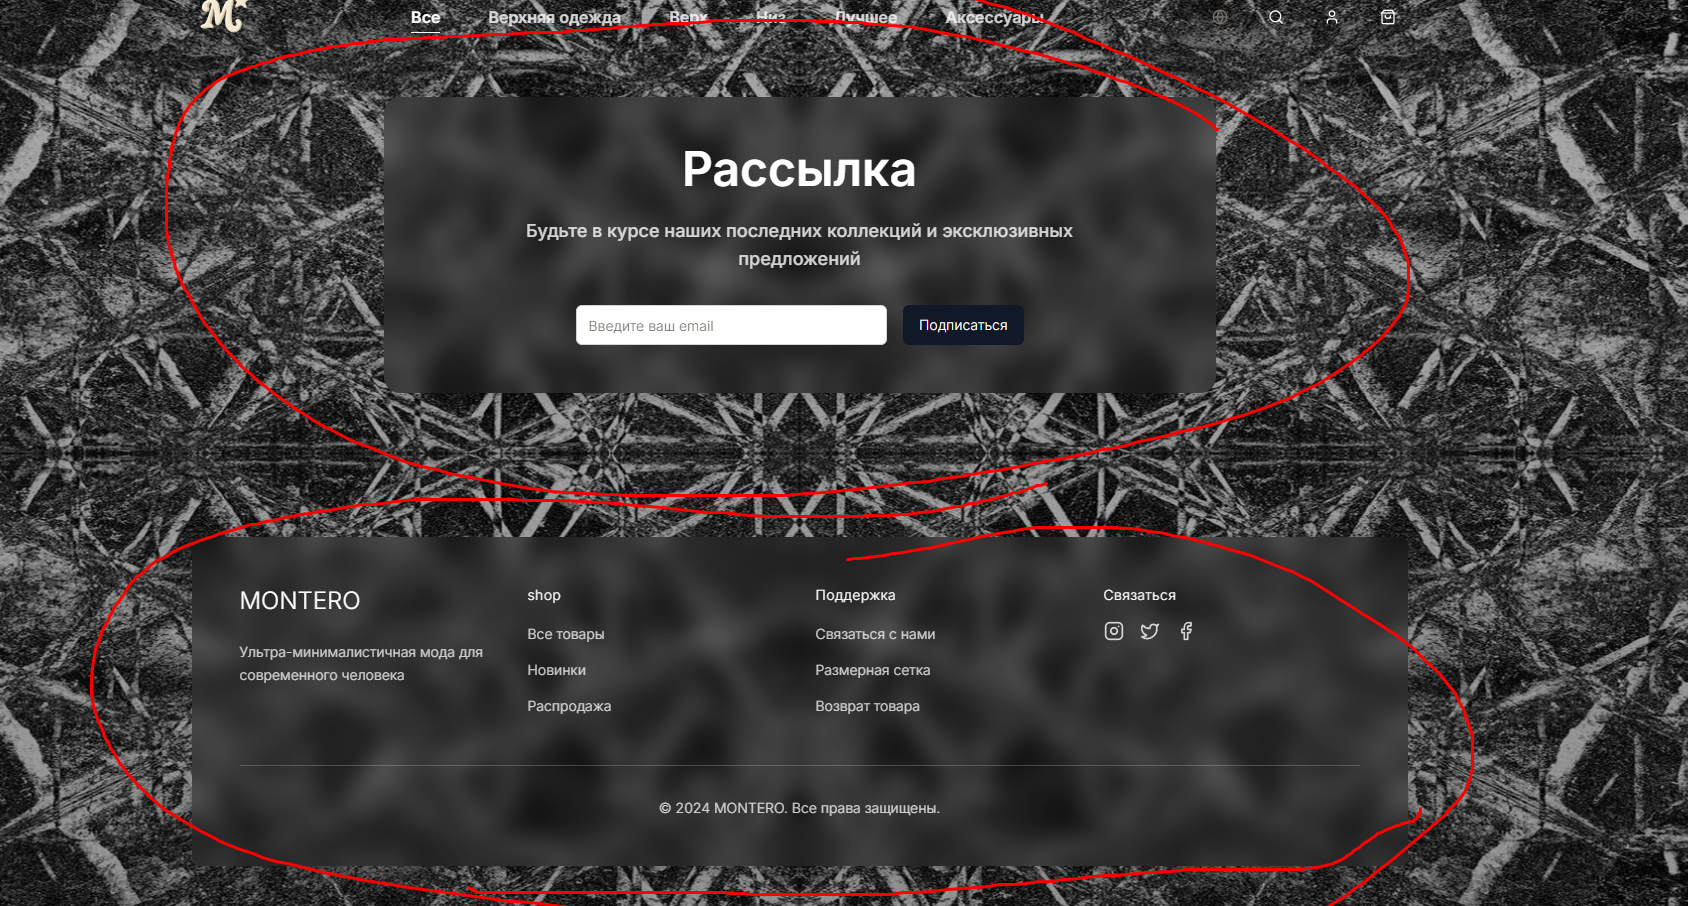 M
Все Верхняя одежда Верх Низ Лучшее Аксессуары
Рассылка
Будьте в курсе наших последних коллекций и эксклюзивных
предложений
Введите ваш email Подписаться
MONTERO shop Поддержка Связаться
Все товары Связаться с нами
Ультра-минималистичная мода для
современного человека
Новинки Размерная сетка
Распродажа Возврат товара
© 2024 MONTERO. Все права защищены.